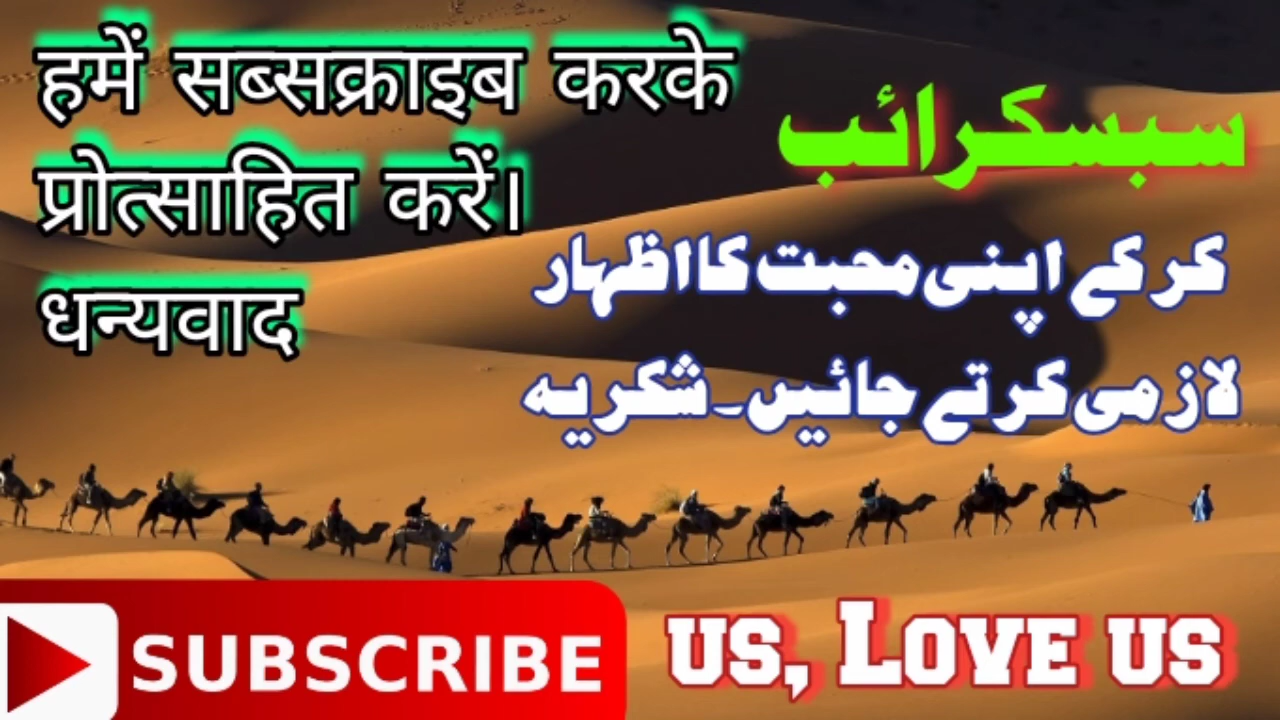 हमें सब्सक्राइब करके
प्रोत्साहित करें।
धन्यवाद
سبسکرائب
کر کے اپنی محبت کا اظہار
لازمی کرتے جائیں۔ شکریہ
SUBSCRIBE
US, LOVE US